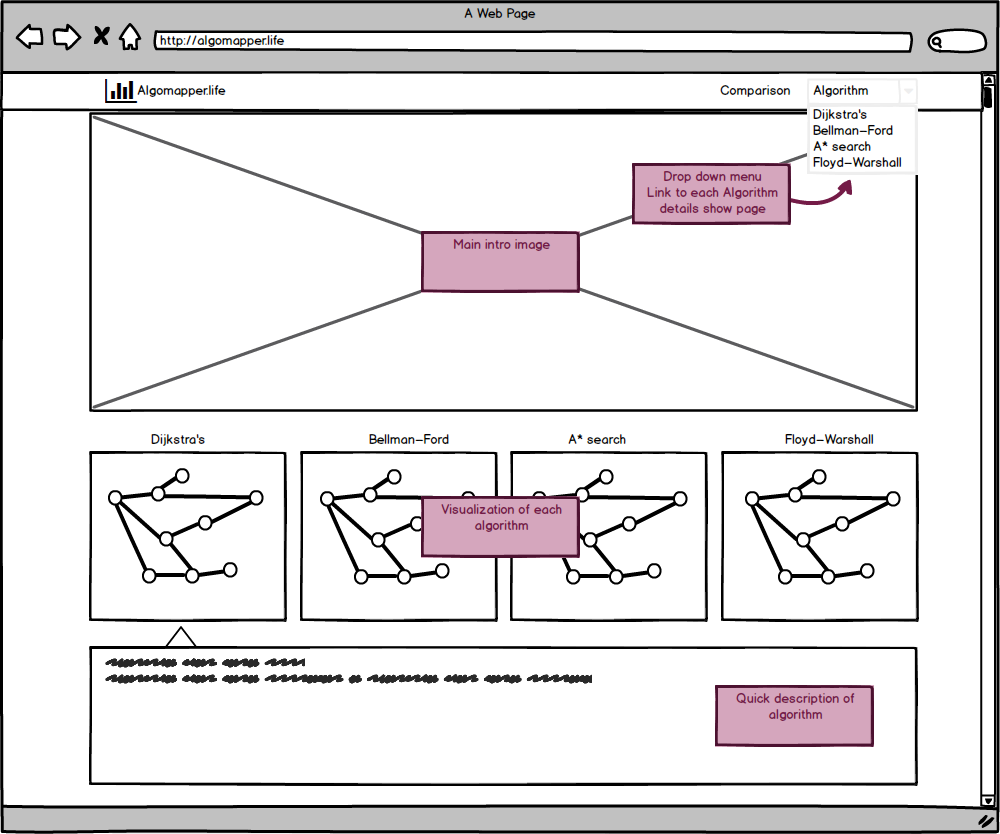 A Web Page
http://algomapper.life
Algomapper.life
Comparison
Algorithm
Dijkstra's
Bellman-Ford
A* search
Floyd-Warshall
Drop down menu
Link to each Algorithm
details show page
Main intro image
Dijkstra's
Bellman-Ford
A* search
Floyd-Warshall
Visualization of each
algorithm
Quick description of
algorithm